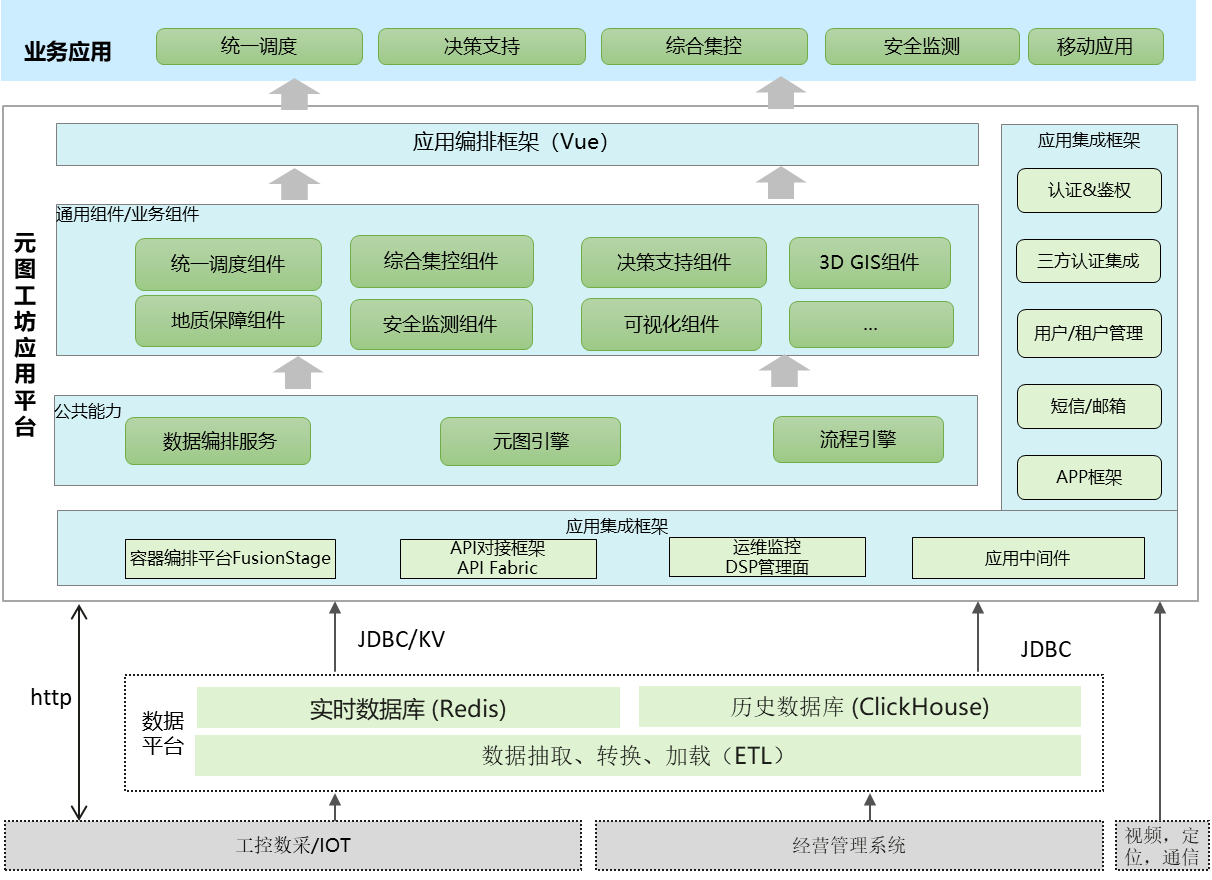 业务应用
统一调度
决策支持
综合集控
安全监测
移动应用
元图工坊应用平台
应用编排框架（Vue）
通用组件/业务组件
统一调度组件
综合集控组件
决策支持组件
3D GIS组件
地质保障组件
安全监测组件
可视化组件
...
公共能力
数据编排服务
元图引擎
流程引擎
应用集成框架
认证&鉴权
三方认证集成
用户/租户管理
短信/邮箱
APP框架
应用集成框架
容器编排平台FusionStage
API对接框架
API Fabric
运维监控
DSP管理面
应用中间件
http
JDBC/KV
JDBC
数据
平台
实时数据库 (Redis)
历史数据库 (ClickHouse)
数据抽取、转换、加载（ETL）
工控数采/IOT
经营管理系统
视频，定
位，通信